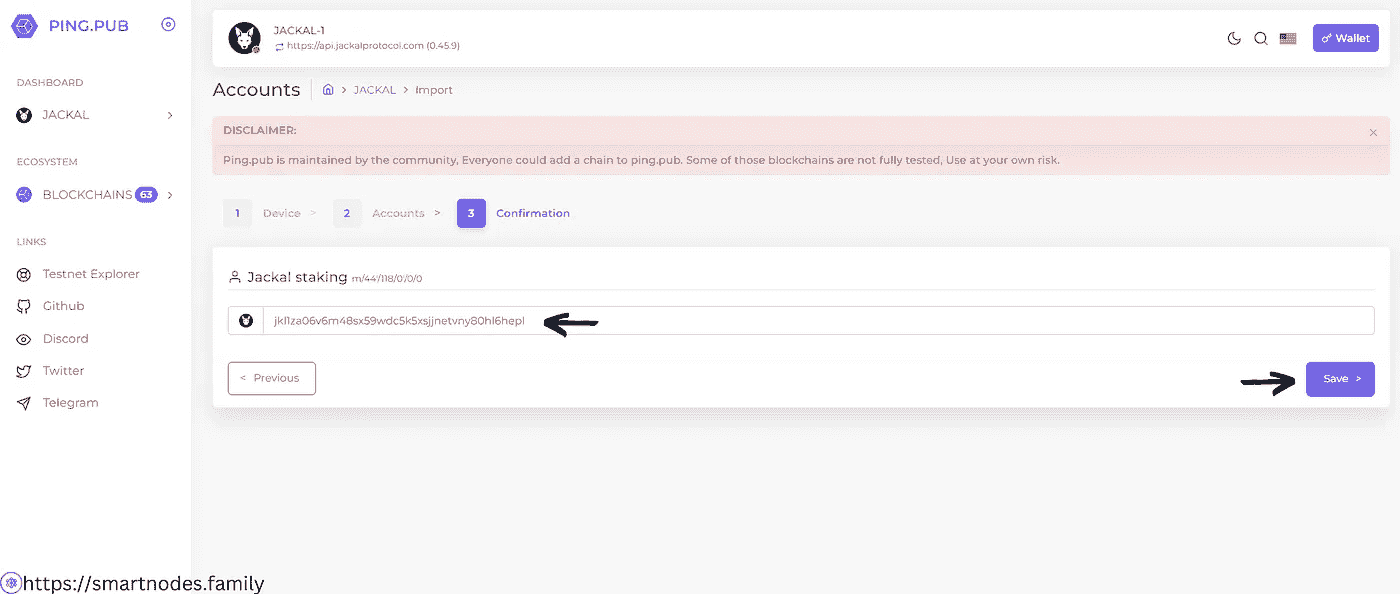 PING.PUB
JACKAL-1
https://api.jackalprotocol.com (0.45.9)
Wallet
DASHBOARD
JACKAL
ECOSYSTEM
BLOCKCHAINS 63
LINKS
Testnet Explorer
Github
Discord
Twitter
Telegram
Accounts
> JACKAL > Import
DISCLAIMER:
Ping.pub is maintained by the community, Everyone could add a chain to ping.pub. Some of those blockchains are not fully tested, Use at your own risk.
1 Device > 2 Accounts > 3 Confirmation
Jackal staking m/44'/118/0'/0/0
jkl1za06v6m48sx59wdc5k5xsjjnetvny80hl6hepl
< Previous
Save >
https://smartnodes.family